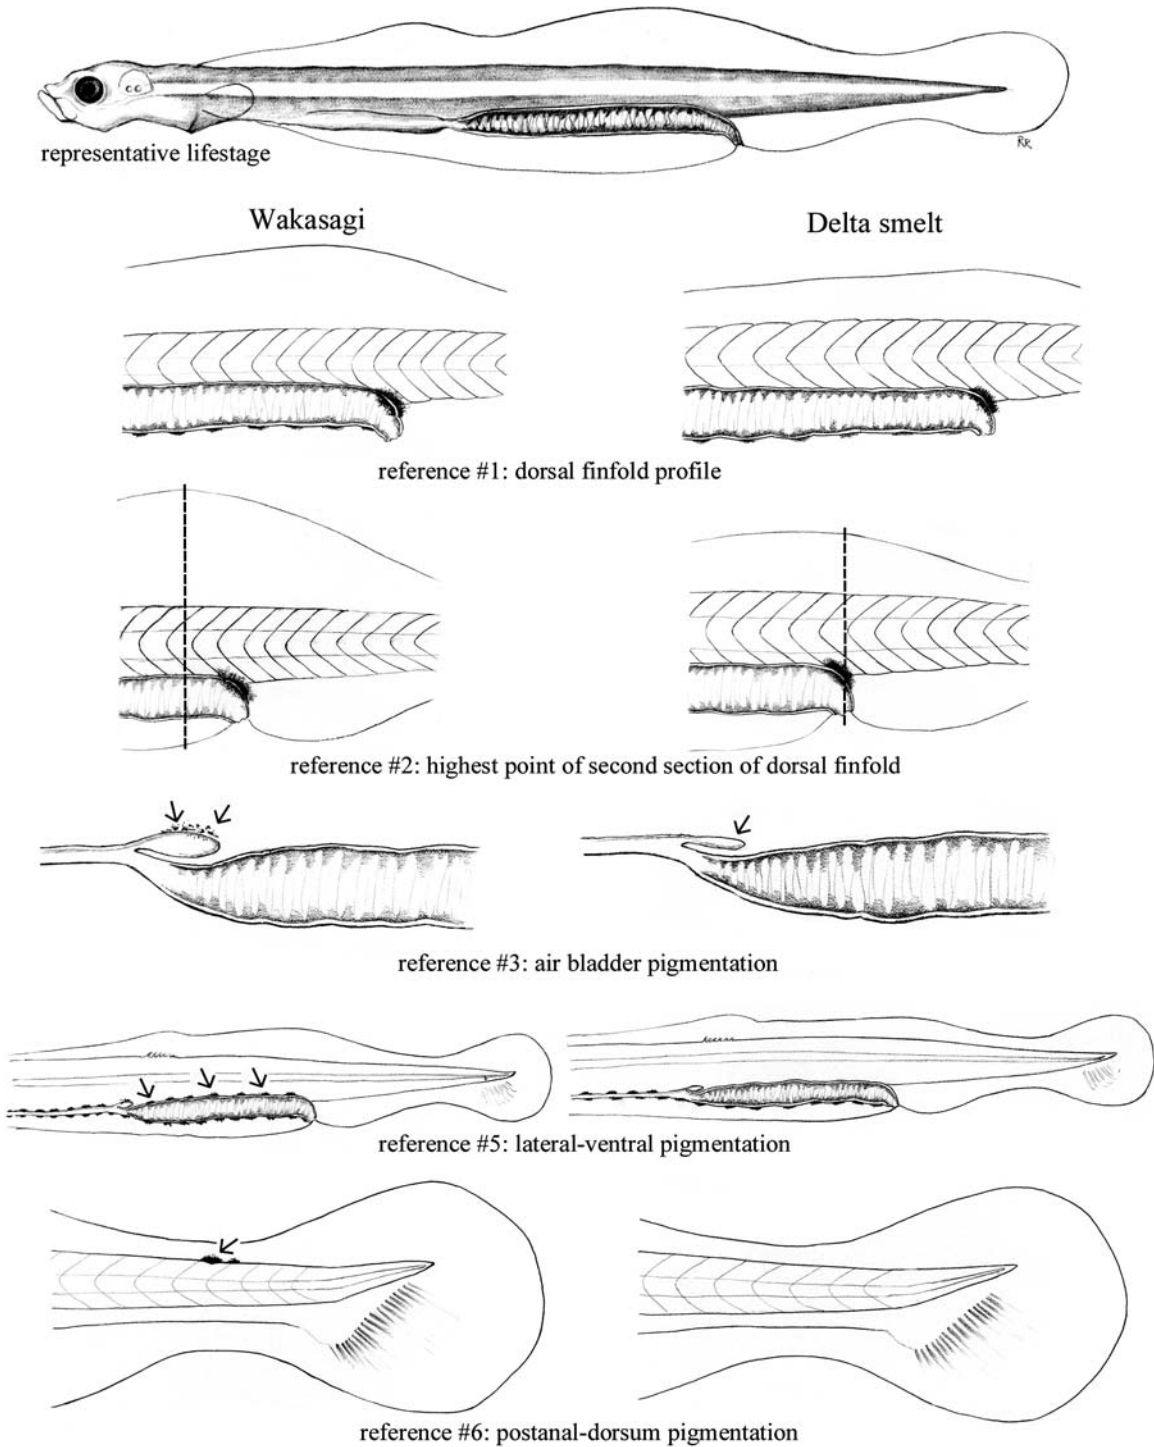 RR
representative lifestage
Wakasagi
Delta smelt
reference #1: dorsal finfold profile
reference #2: highest point of second section of dorsal finfold
reference #3: air bladder pigmentation
reference #5: lateral-ventral pigmentation
reference #6: postanal-dorsum pigmentation